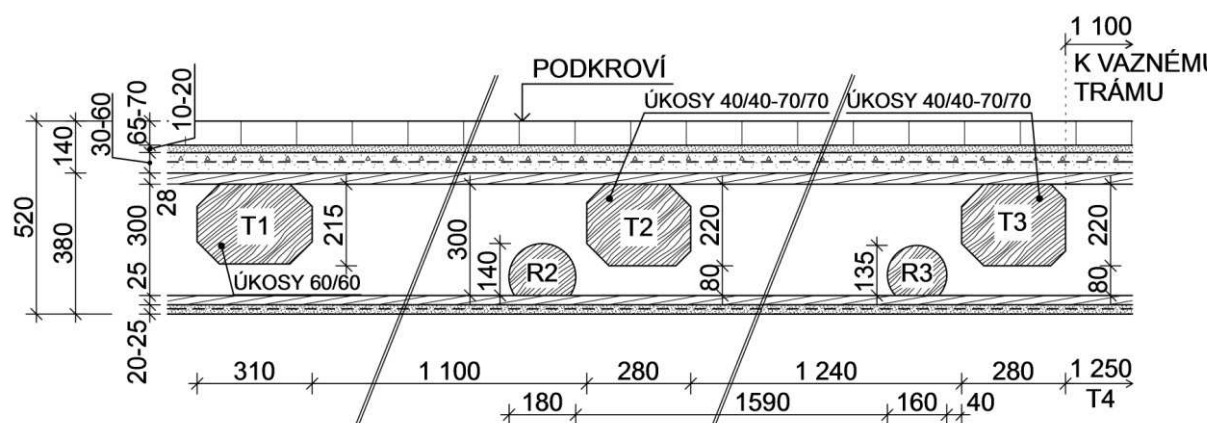 1 100
K VAZNÉMU
TRÁMU
PODKROVÍ
ÚKOSY 40/40-70/70
ÚKOSY 40/40-70/70
520
140
380
30-60
65-70
10-20
28
300
25
20-25
T1
215
ÚKOSY 60/60
300
140
R2
T2
220
80
135
R3
T3
220
80
310
1 100
280
1 240
280
1 250
T4
180
1590
160
40